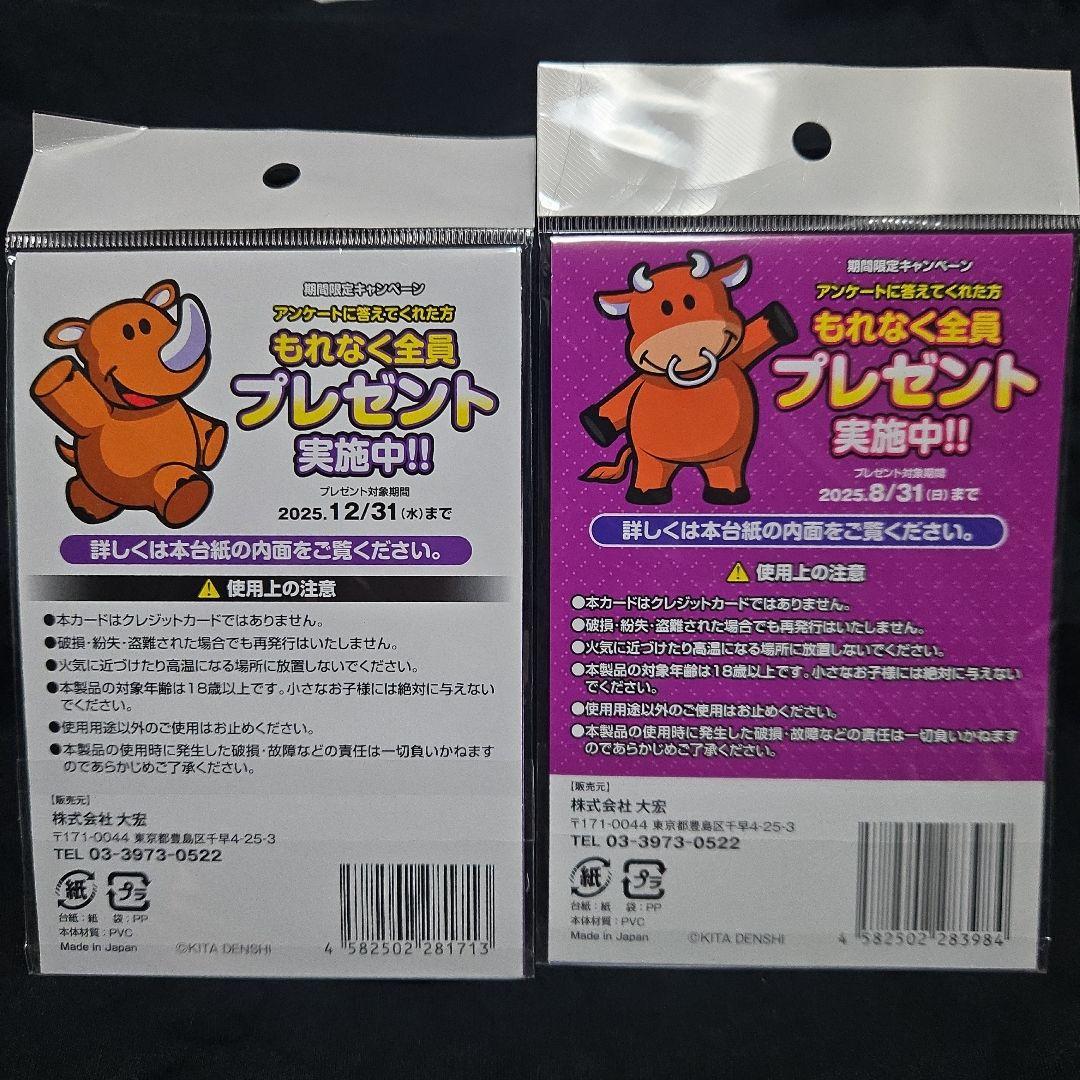 期間限定キャンペーン
アンケートに答えてくれた方
もれなく全員
プレゼント
実施中!!
プレゼント対象期間
2025.12/31(水)まで
詳しくは本台紙の内面をご覧ください。
使用上の注意
●本カードはクレジットカードではありません。
●破損・紛失・盗難された場合でも再発行はいたしません。
●火気に近づけたり高温になる場所に放置しないでください。
●本製品の対象年齢は18歳以上です。小さなお子様には絶対に与えない
でください。
●使用用途以外のご使用はお止めください。
●本製品の使用時に発生した破損・故障などの責任は一切負いかねます
のであらかじめご了承ください。
【販売元】
株式会社 大宏
〒171-0044 東京都豊島区千早4-25-3
TEL 03-3973-0522
紙 プラ
台紙:紙 袋:PP
本体材質:PVC
Made in Japan ©KITA DENSHI
4 582502 281713
期間限定キャンペーン
アンケートに答えてくれた方
もれなく全員
プレゼント
実施中!!
プレゼント対象期間
2025.8/31(日)まで
詳しくは本台紙の内面をご覧ください。
使用上の注意
●本カードはクレジットカードではありません。
●破損・紛失・盗難された場合でも再発行はいたしません。
●火気に近づけたり高温になる場所に放置しないでください。
●本製品の対象年齢は18歳以上です。小さなお子様には絶対に与えない
でください。
●使用用途以外のご使用はお止めください。
●本製品の使用時に発生した破損・故障などの責任は一切負いかねます
のであらかじめご了承ください。
【販売元】
株式会社 大宏
〒171-0044 東京都豊島区千早4-25-3
TEL 03-3973-0522
紙 プラ
台紙:紙 袋:PP
本体材質:PVC
Made in Japan ©KITA DENSHI
4 582502 283984